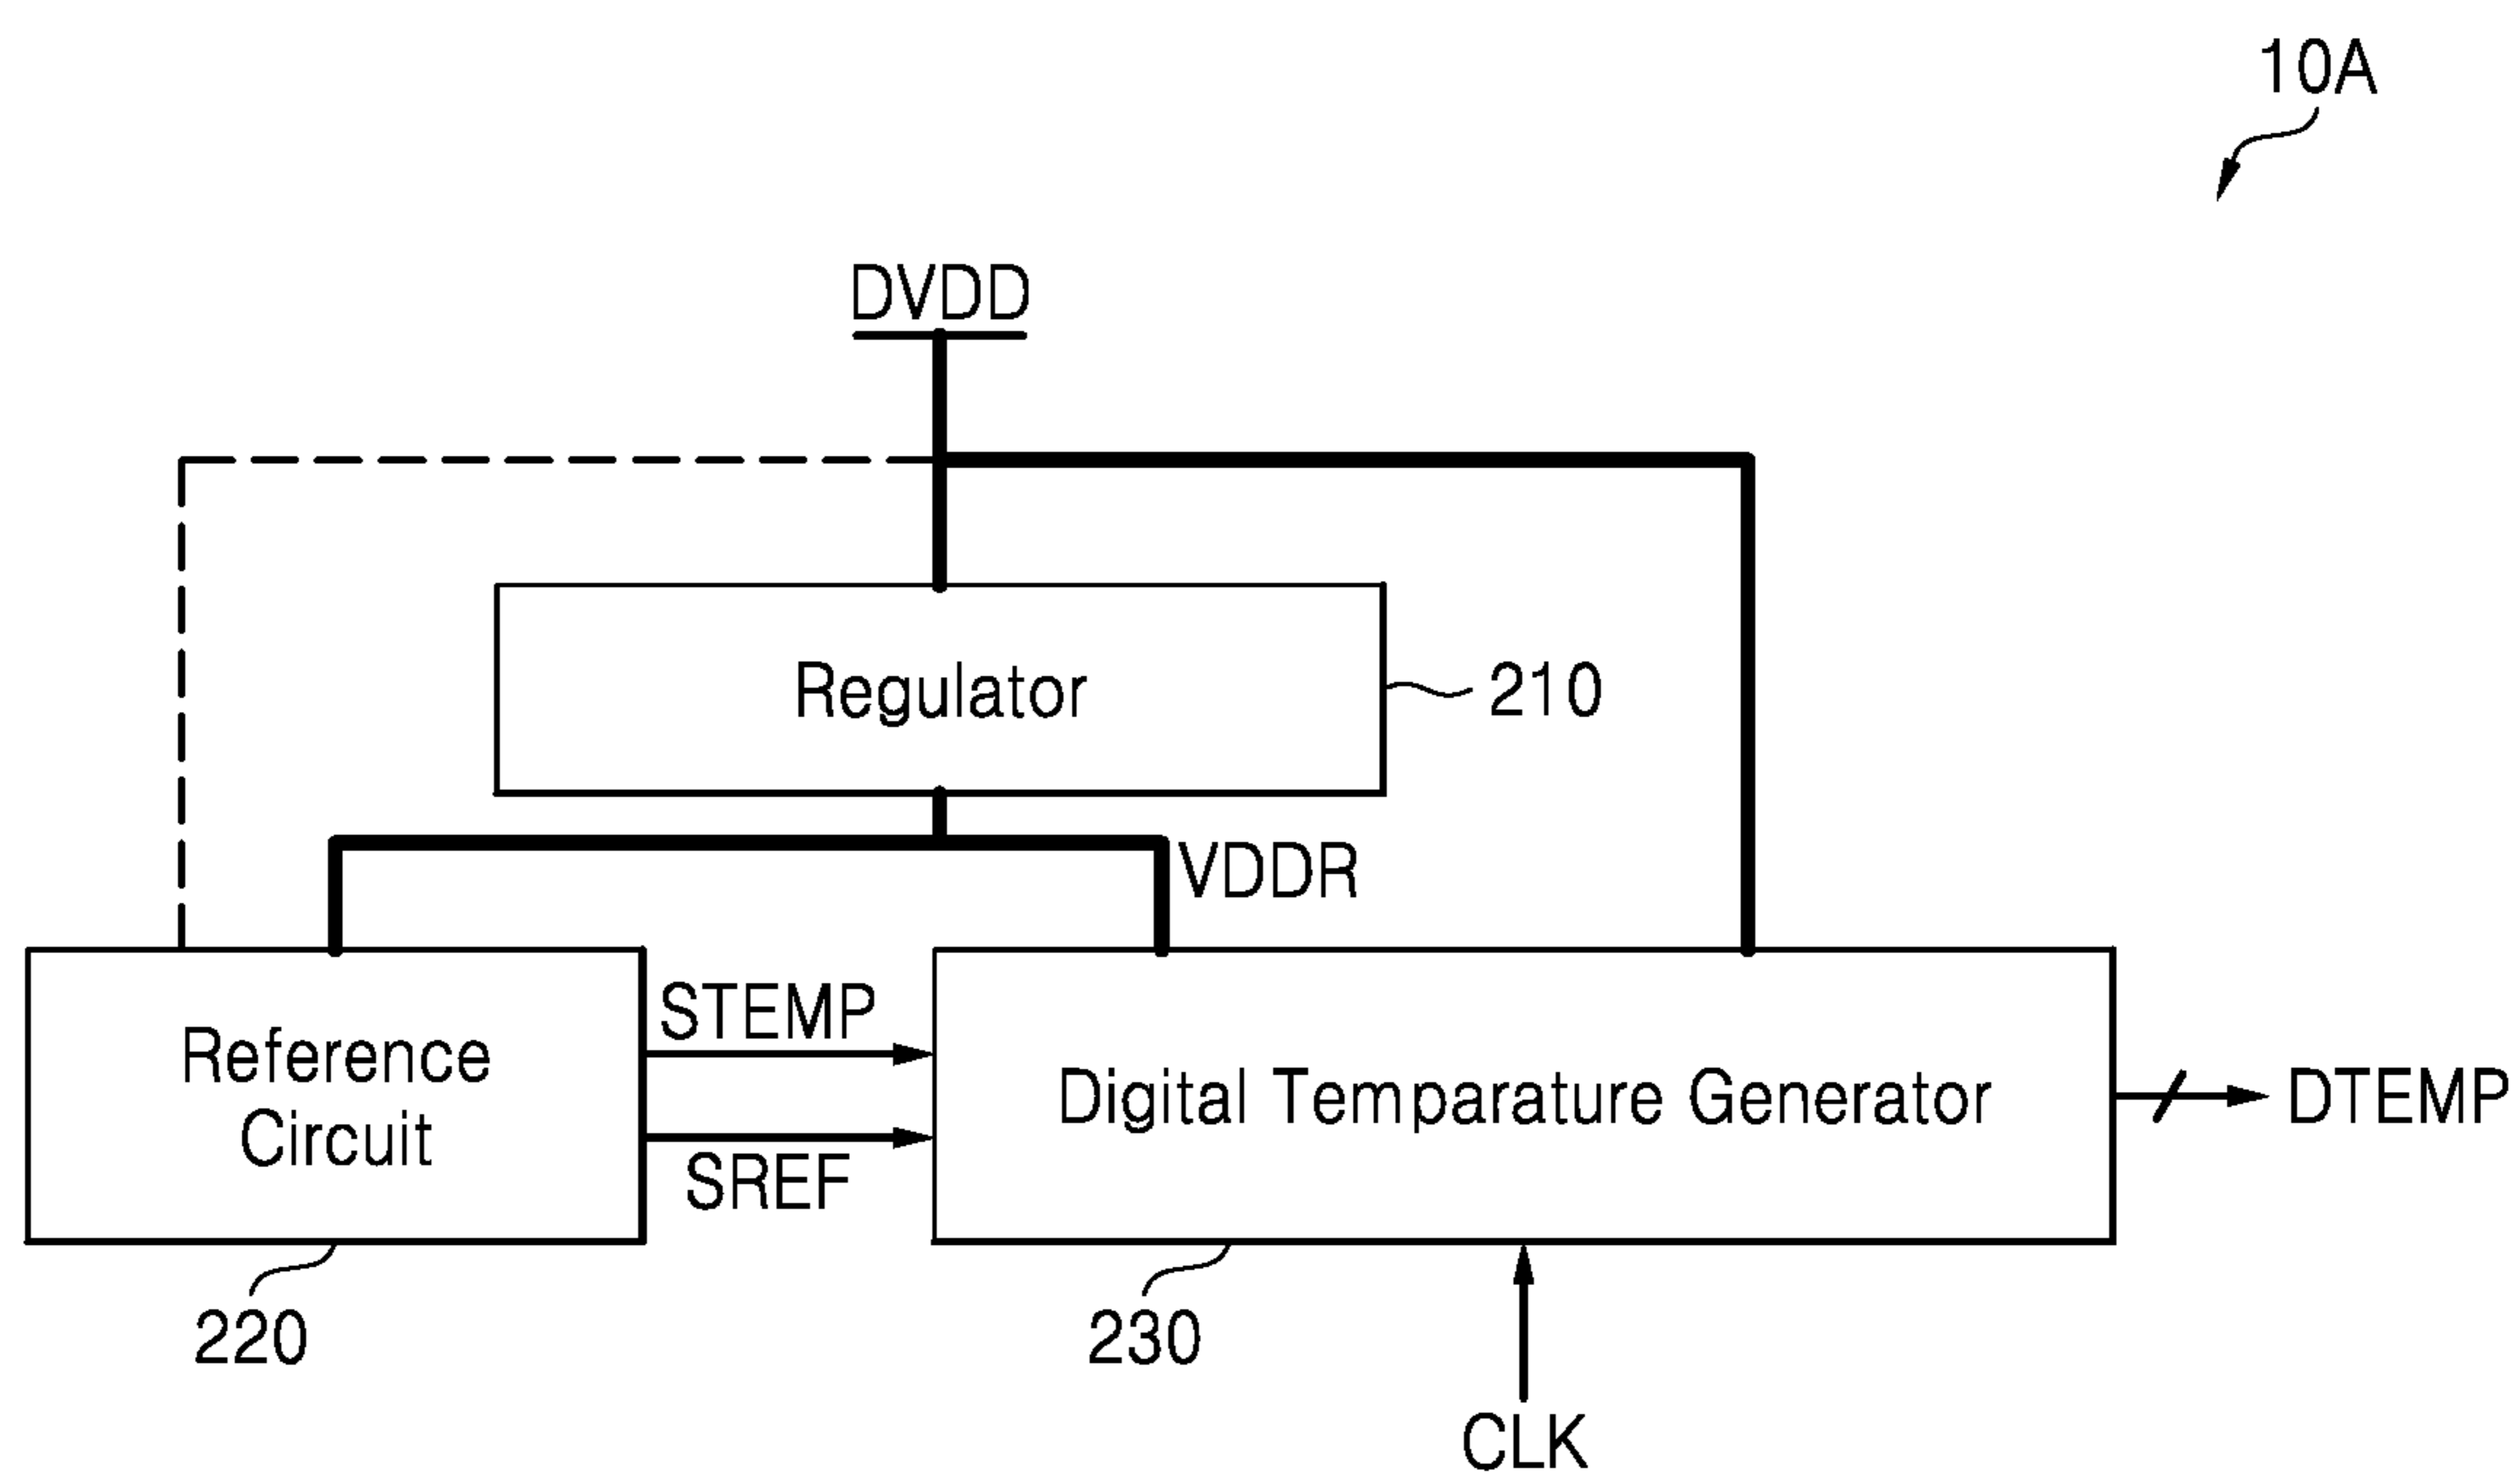 10A
DVDD
Regulator
210
VDDR
Reference
Circuit
STEMP
SREF
Digital Temparature Generator
DTEMP
220
230
CLK